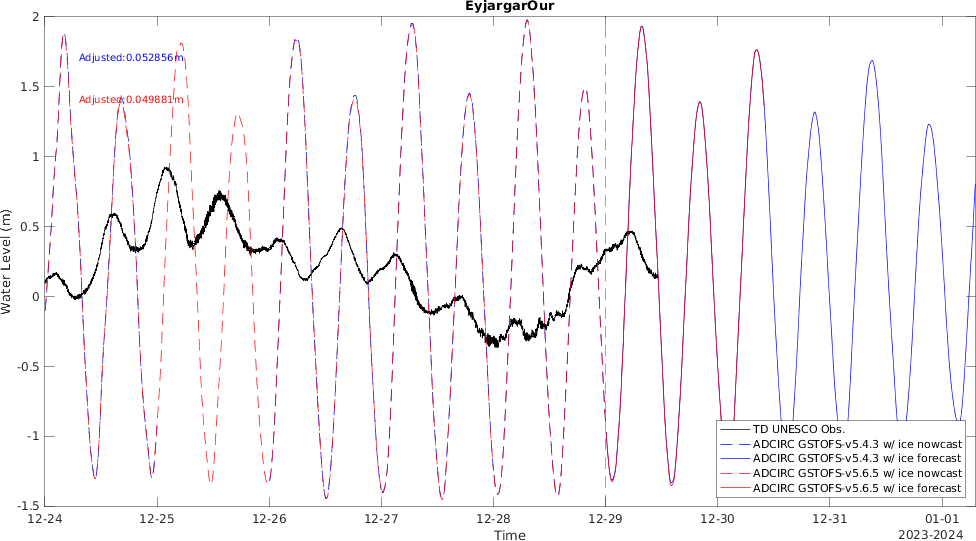 EyjargarOur
Adjusted:0.052856m
Adjusted:0.049881m
Water Level (m)
2
1.5
1
0.5
0
-0.5
-1
-1.5
TD UNESCO Obs.
ADCIRC GSTOFS-v5.4.3 w/ ice nowcast
ADCIRC GSTOFS-v5.4.3 w/ ice forecast
ADCIRC GSTOFS-v5.6.5 w/ ice nowcast
ADCIRC GSTOFS-v5.6.5 w/ ice forecast
12-24 12-25 12-26 12-27 12-28 12-29 12-30 12-31 01-01
Time
2023-2024